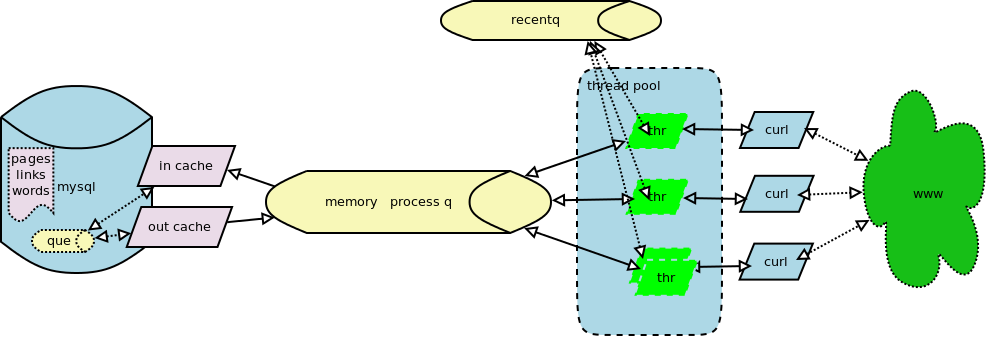 recentq
thread pool
thr
curl
pages
links
words
mysql
in cache
memory process q
thr
curl
www
out cache
que
thr
curl